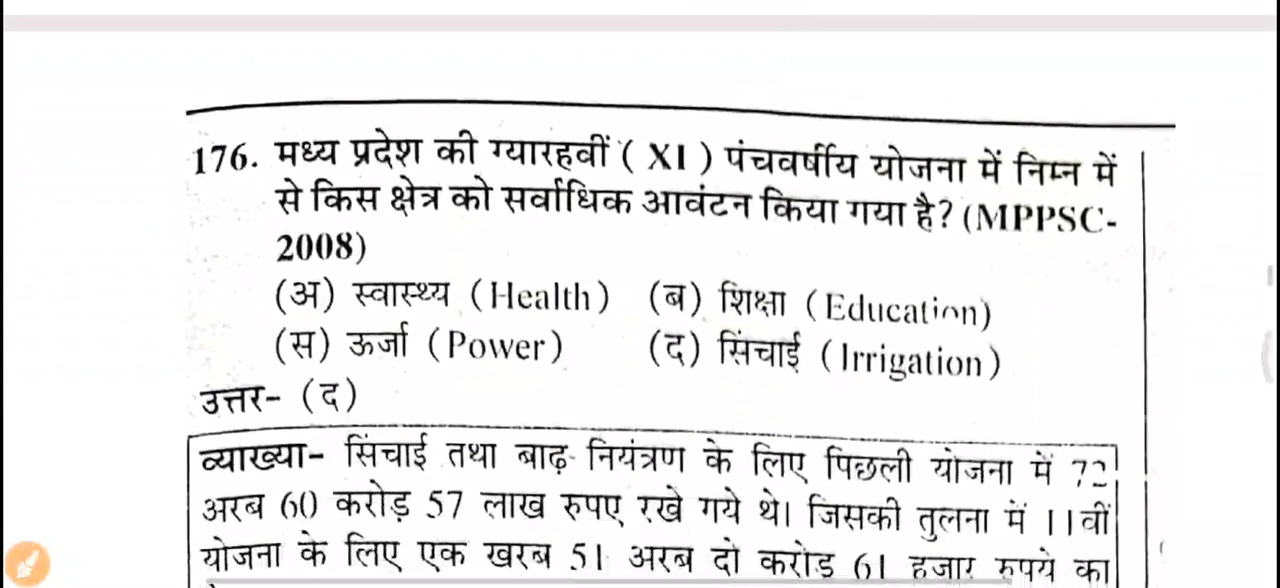 176. मध्य प्रदेश की ग्यारहवीं ( XI ) पंचवर्षीय योजना में निम्न में
से किस क्षेत्र को सर्वाधिक आवंटन किया गया है? (MPPSC-
2008)
(अ) स्वास्थ्य (Health) (ब) शिक्षा (Education)
(स) ऊर्जा (Power) (द) सिंचाई (Irrigation)
उत्तर- (द)
व्याख्या- सिंचाई तथा बाढ़ नियंत्रण के लिए पिछली योजना में 72
अरब 60 करोड़ 57 लाख रुपए रखे गये थे। जिसकी तुलना में 11वीं
योजना के लिए एक खरब 51 अरब दो करोड़ 61 हजार रुपये का